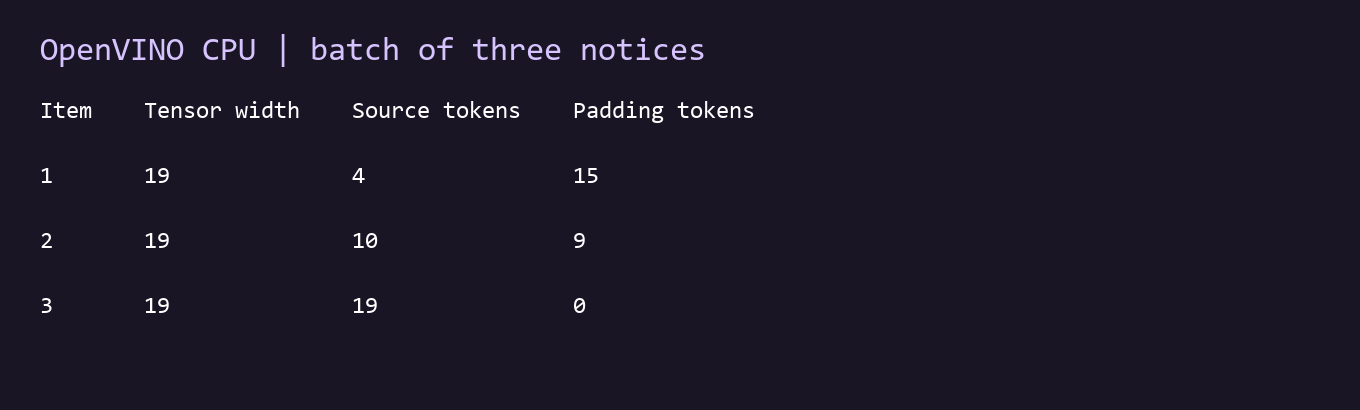 OpenVINO CPU | batch of three notices
Item    Tensor width    Source tokens    Padding tokens
1       19              4                15
2       19              10               9
3       19              19               0